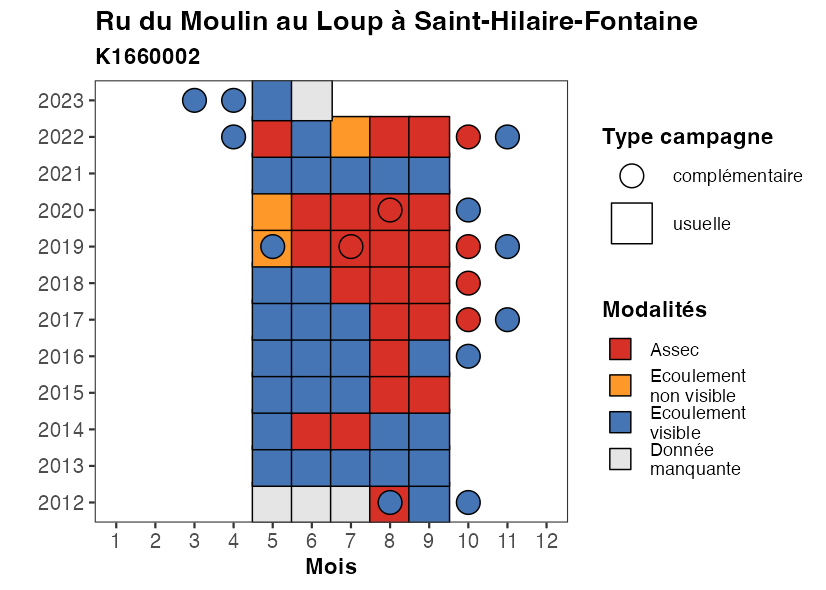 Ru du Moulin au Loup à Saint-Hilaire-Fontaine
K1660002
2023
2022
2021
2020
2019
2018
2017
2016
2015
2014
2013
2012
1 2 3 4 5 6 7 8 9 10 11 12
Mois
Type campagne
complémentaire
usuelle
Modalités
Assec
Ecoulement
non visible
Ecoulement
visible
Donnée
manquante